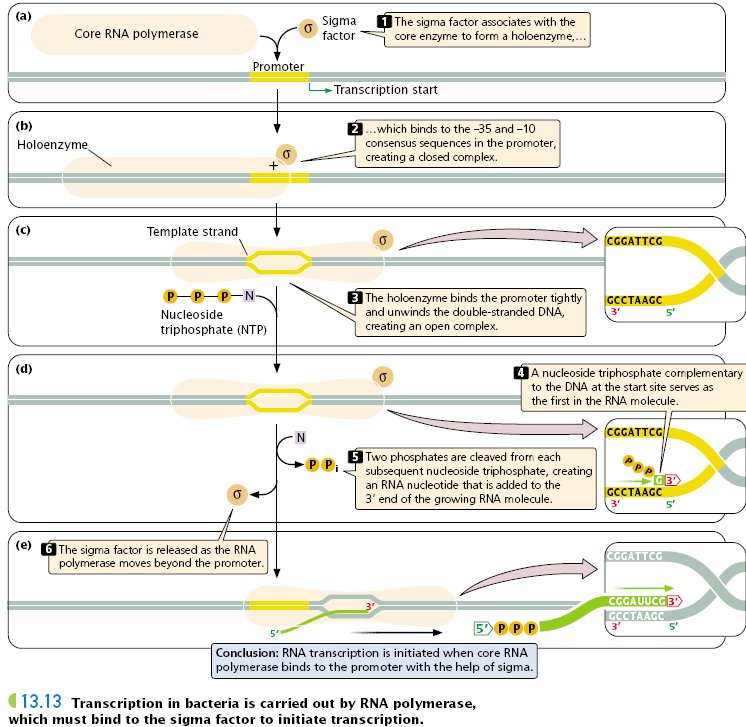 (a)
Core RNA polymerase
σ
Sigma
factor
1 The sigma factor associates with the
core enzyme to form a holoenzyme,…
Promoter
Transcription start
(b)
Holoenzyme
σ
+
2 …which binds to the –35 and –10
consensus sequences in the promoter,
creating a closed complex.
(c)
Template strand
σ
CGGATTCG
GCCTAAGC
3′ 5′
P P P N
Nucleoside
triphosphate (NTP)
3 The holoenzyme binds the promoter tightly
and unwinds the double-stranded DNA,
creating an open complex.
(d)
σ
4 A nucleoside triphosphate complementary
to the DNA at the start site serves as
the first in the RNA molecule.
CGGATTCG
P P P
G 3′
GCCTAAGC
3′ 5′
N
P Pi
5 Two phosphates are cleaved from each
subsequent nucleoside triphosphate, creating
an RNA nucleotide that is added to the
3′ end of the growing RNA molecule.
σ
(e)
6 The sigma factor is released as the RNA
polymerase moves beyond the promoter.
CGGATTCG
CGGAUUCG 3′
GCCTAAGC
3′ 5′
3′
5′
5′ P P P
Conclusion: RNA transcription is initiated when core RNA
polymerase binds to the promoter with the help of sigma.
13.13 Transcription in bacteria is carried out by RNA polymerase,
which must bind to the sigma factor to initiate transcription.